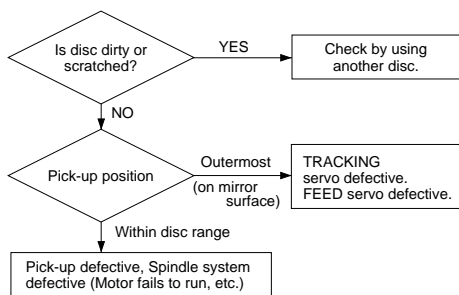 Is disc dirty or
scratched?
YES
Check by using
another disc.
NO
Pick-up position
Outermost
(on mirror
surface)
TRACKING
servo defective.
FEED servo defective.
Within disc range
Pick-up defective, Spindle system
defective (Motor fails to run, etc.)